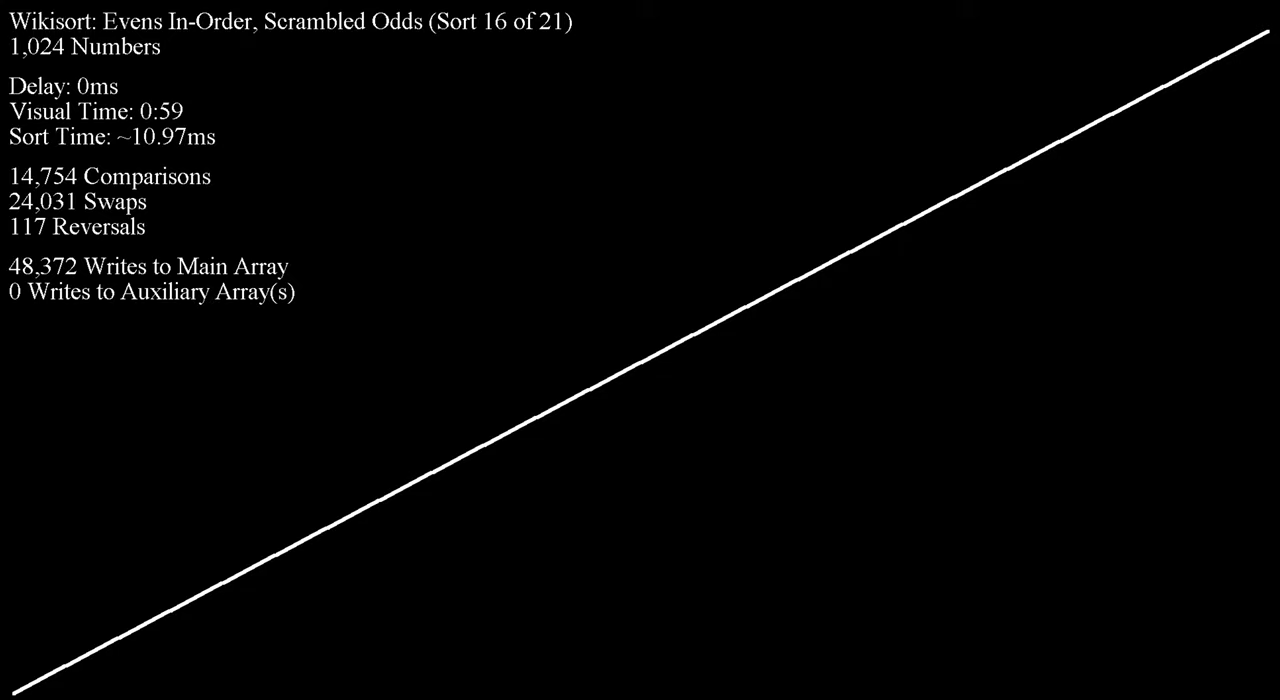 Wikisort: Evens In-Order, Scrambled Odds (Sort 16 of 21)
1,024 Numbers
Delay: 0ms
Visual Time: 0:59
Sort Time: ~10.97ms
14,754 Comparisons
24,031 Swaps
117 Reversals
48,372 Writes to Main Array
0 Writes to Auxiliary Array(s)